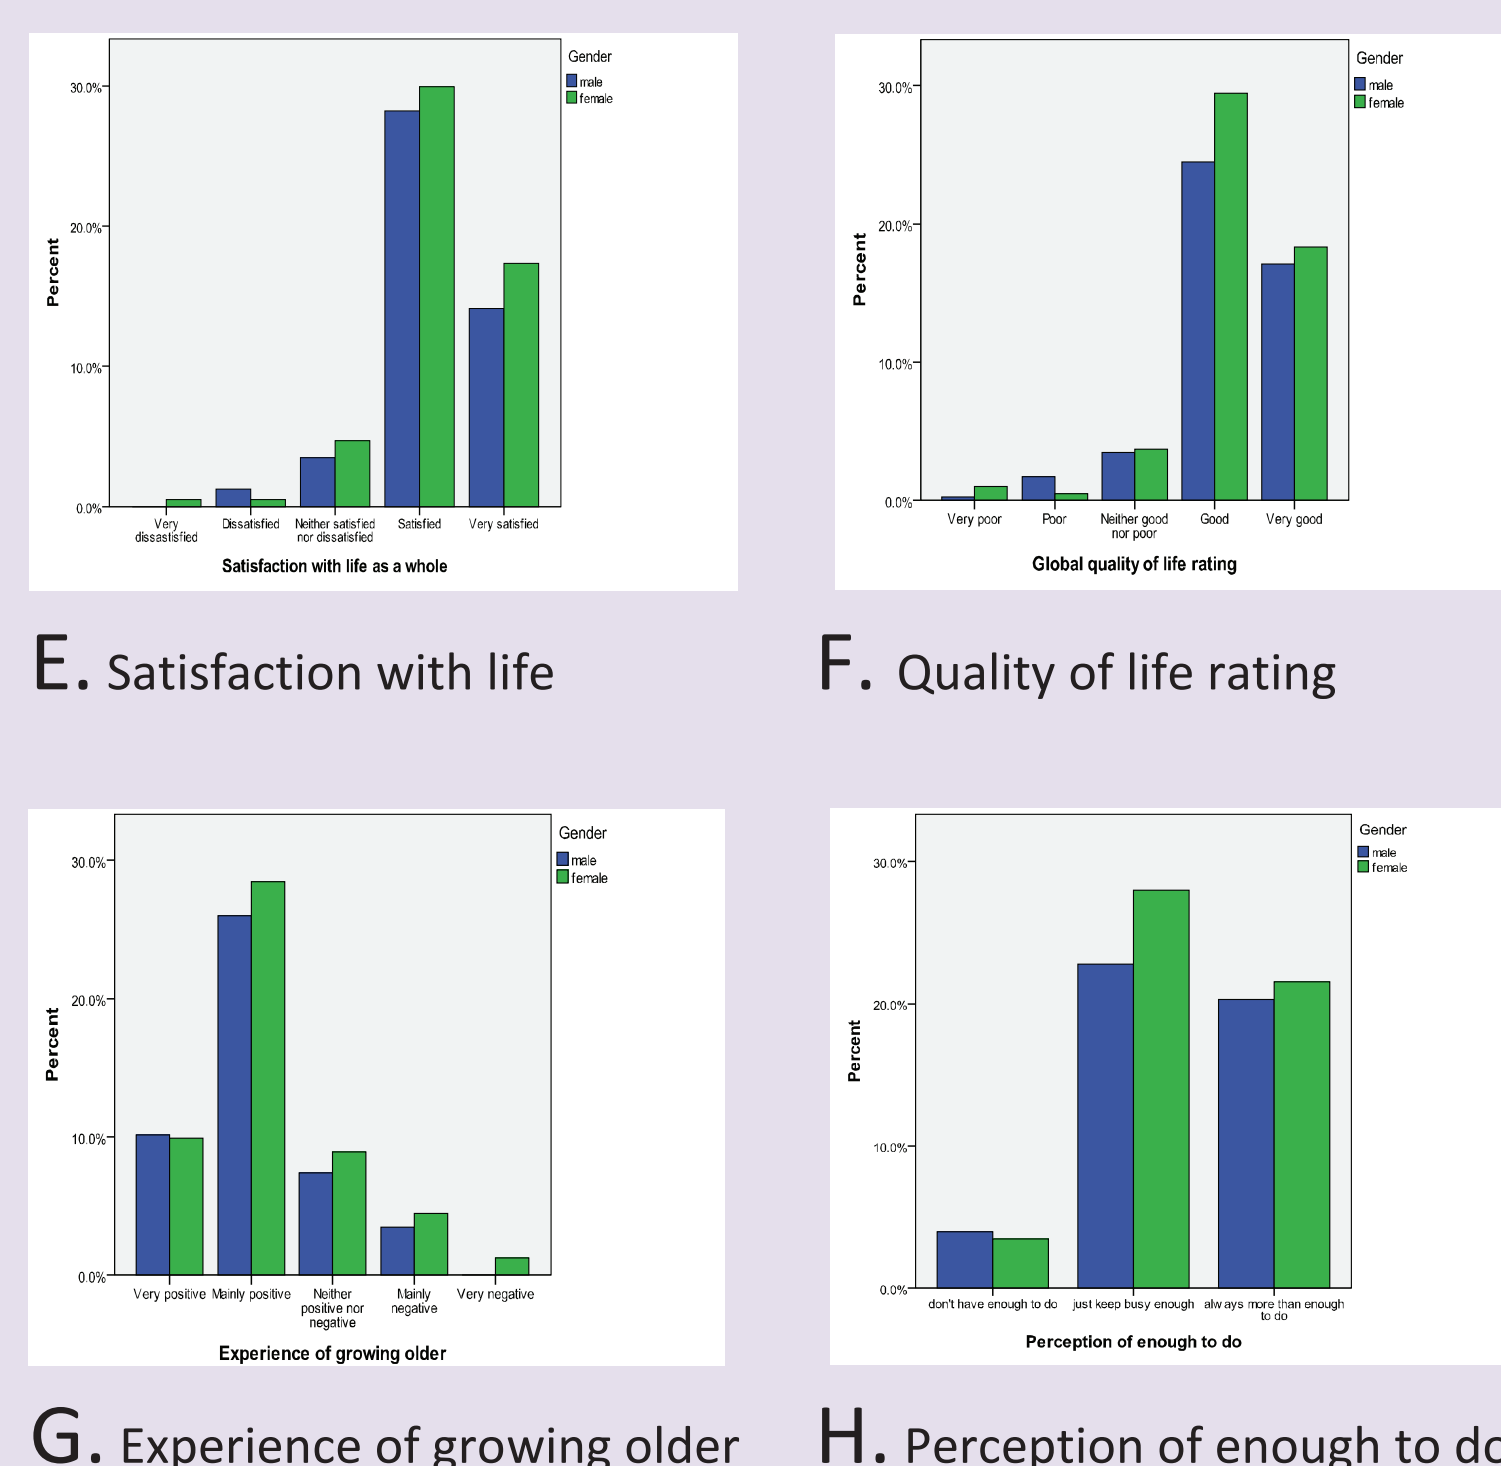 Gender
male
female
30.0%
20.0%
10.0%
0.0%
Percent
Very
dissastisfied
Dissatisfied
Neither satisfied
nor dissatisfied
Satisfied
Very satisfied
Satisfaction with life as a whole
E. Satisfaction with life
Gender
male
female
30.0%
20.0%
10.0%
0.0%
Percent
Very poor
Poor
Neither good
nor poor
Good
Very good
Global quality of life rating
F. Quality of life rating
Gender
male
female
30.0%
20.0%
10.0%
0.0%
Percent
Very positive
Mainly positive
Neither
positive nor
negative
Mainly
negative
Very negative
Experience of growing older
G. Experience of growing older
Gender
male
female
30.0%
20.0%
10.0%
0.0%
Percent
don't have enough to do
just keep busy enough
always more than enough
to do
Perception of enough to do
H. Perception of enough to do